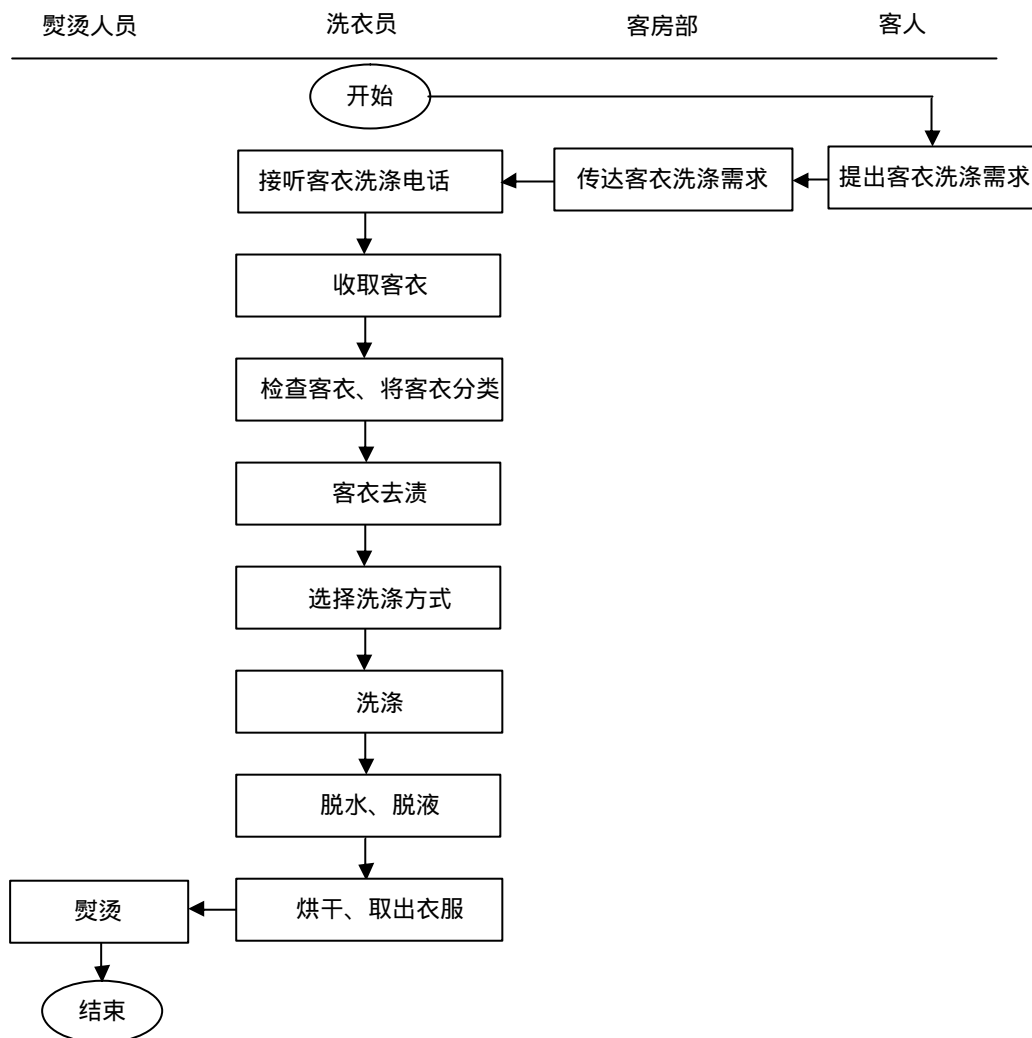 熨烫人员 洗衣员 客房部 客人
开始
接听客衣洗涤电话 传达客衣洗涤需求 提出客衣洗涤需求
收取客衣
检查客衣、将客衣分类
客衣去渍
选择洗涤方式
洗涤
脱水、脱液
熨烫 烘干、取出衣服
结束